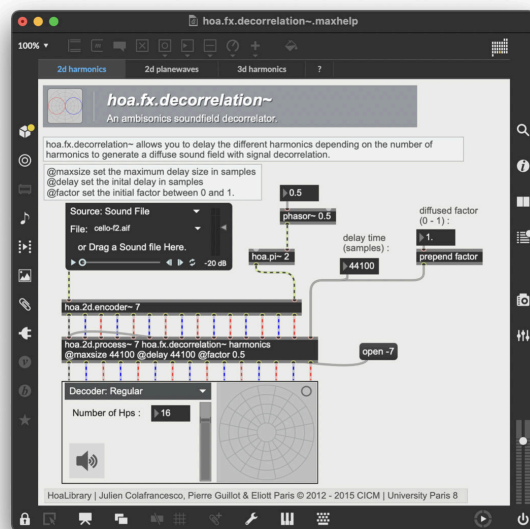 hoa.fx.decorrelation~.maxhelp
100% ▾
2d harmonics
2d planewaves
3d harmonics
?
hoa.fx.decorrelation~
An ambisonics soundfield decorrelator.
hoa.fx.decorrelation~ allows you to delay the different harmonics depending on the number of
harmonics to generate a diffuse sound field with signal decorrelation.
@maxsize set the maximum delay size in samples
@delay set the inital delay in samples
@factor set the initial factor between 0 and 1.
Source: Sound File
File: cello-f2.aif
or Drag a Sound file Here.
-20 dB
0.5
phasor~ 0.5
hoa.pi~ 2
delay time
(samples) :
44100
diffused factor
(0 - 1) :
1.
prepend factor
hoa.2d.encoder~ 7
hoa.2d.process~ 7 hoa.fx.decorrelation~ harmonics
@maxsize 44100 @delay 44100 @factor 0.5
open -7
Decoder: Regular
Number of Hps :
16
HoaLibrary | Julien Colafrancesco, Pierre Guillot & Eliott Paris © 2012 - 2015 CICM | University Paris 8